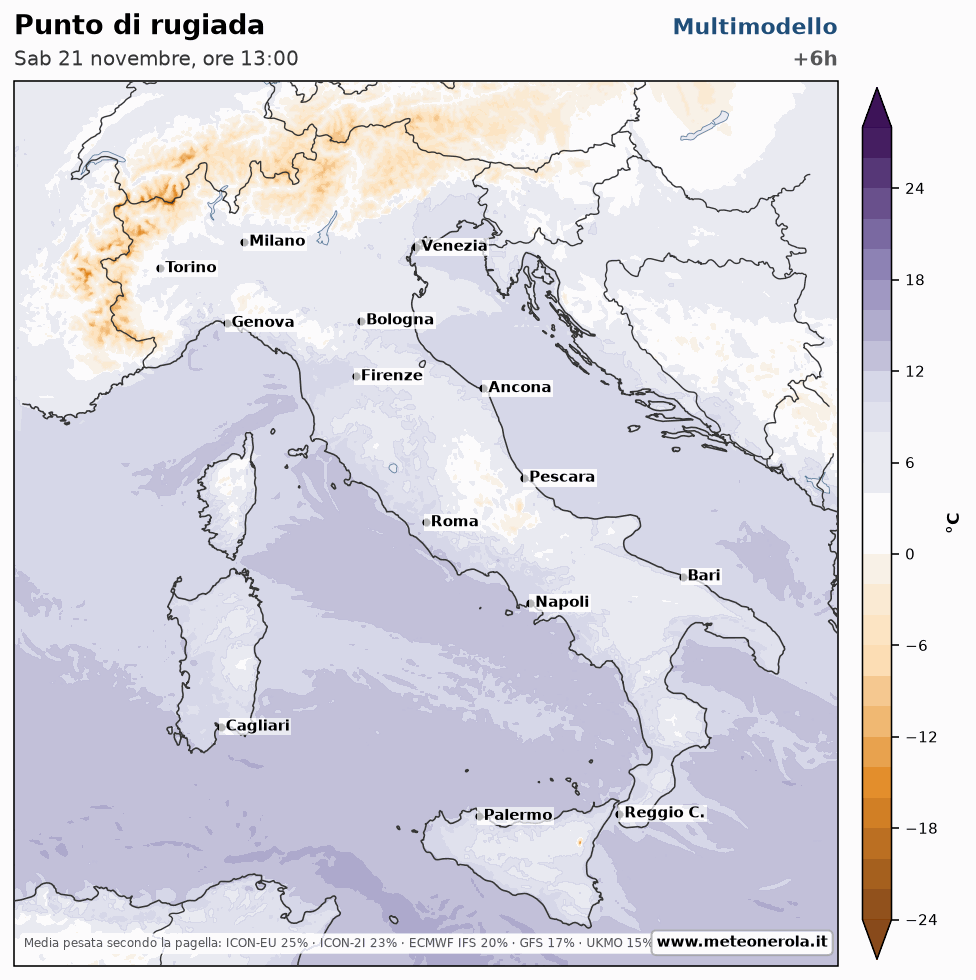 Punto di rugiada
Multimodello
Sab 21 novembre, ore 13:00
+6h
24
18
12
6
0
−6
−12
−18
−24
°C
Milano
Venezia
Torino
Genova
Bologna
Firenze
Ancona
Pescara
Roma
Bari
Napoli
Cagliari
Palermo
Reggio C.
Media pesata secondo la pagella: ICON-EU 25% · ICON-2I 23% · ECMWF IFS 20% · GFS 17% · UKMO 15%
www.meteonerola.it